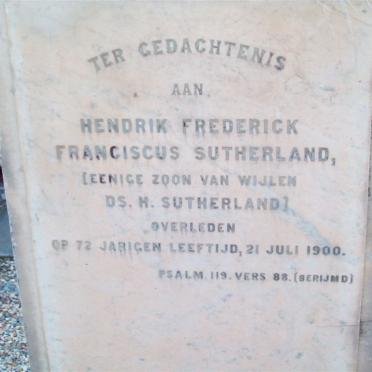 TER GEDACHTENIS
AAN
HENDRIK FREDERICK
FRANCISCUS SUTHERLAND,
[EENIGE ZOON VAN WIJLEN
DS. H. SUTHERLAND]
OVERLEDEN
OP 72 JARIGEN LEEFTIJD, 21 JULI 1900.
PSALM. 119. VERS 88. [BERIJMD]